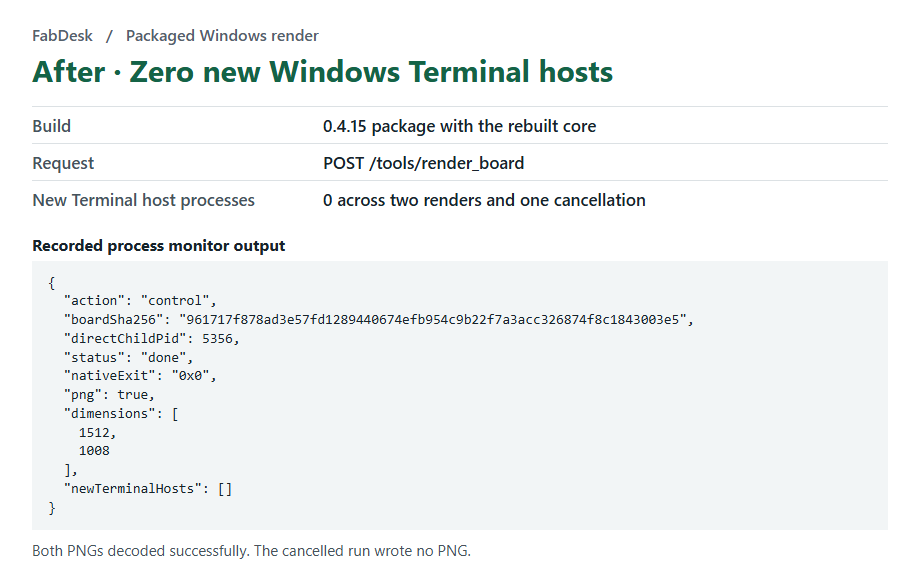 FabDesk / Packaged Windows render
After · Zero new Windows Terminal hosts
Build 0.4.15 package with the rebuilt core
Request POST /tools/render_board
New Terminal host processes 0 across two renders and one cancellation
Recorded process monitor output
{
"action": "control",
"boardSha256": "961717f878ad3e57fd1289440674efb954c9b22f7a3acc326874f8c1843003e5",
"directChildPid": 5356,
"status": "done",
"nativeExit": "0x0",
"png": true,
"dimensions": [
1512,
1008
],
"newTerminalHosts": []
}
Both PNGs decoded successfully. The cancelled run wrote no PNG.